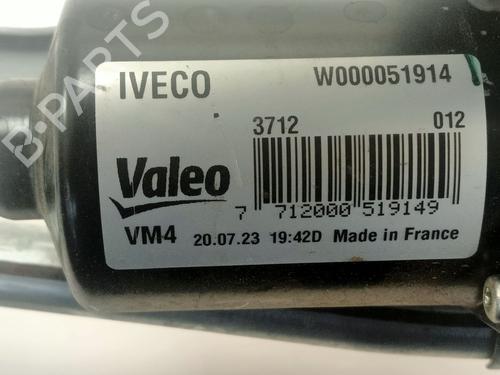 B-PARTS
IVECO W000051914
3712 012
Valeo
7 712000 519149
VM4 20.07.23 19:42D Made in France